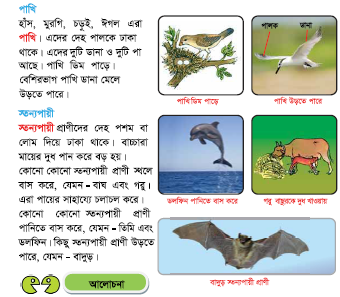 পাখি
হাঁস, মুরগি, চড়ুই, ঈগল এরা
পাখি। এদের দেহ পালকে ঢাকা
থাকে। এদের দুটি ডানা ও দুটি পা
আছে। পাখি ডিম পাড়ে।
বেশিরভাগ পাখি ডানা মেলে
উড়তে পারে।
স্তন্যপায়ী
স্তন্যপায়ী প্রাণীদের দেহ পশম বা
লোম দিয়ে ঢাকা থাকে। বাচ্চারা
মায়ের দুধ পান করে বড় হয়।
কোনো কোনো স্তন্যপায়ী প্রাণী স্থলে
বাস করে, যেমন - বাঘ এবং গরু।
এরা পায়ের সাহায্যে চলাচল করে।
কোনো কোনো স্তন্যপায়ী প্রাণী
পানিতে বাস করে, যেমন - তিমি এবং
ডলফিন। কিছু স্তন্যপায়ী প্রাণী উড়তে
পারে, যেমন - বাদুড়।
আলোচনা
পাখি ডিম পাড়ে
পালক
ডানা
পাখি উড়তে পারে
ডলফিন পানিতে বাস করে
গরু বাছুরকে দুধ খাওয়ায়
বাদুড় স্তন্যপায়ী প্রাণী